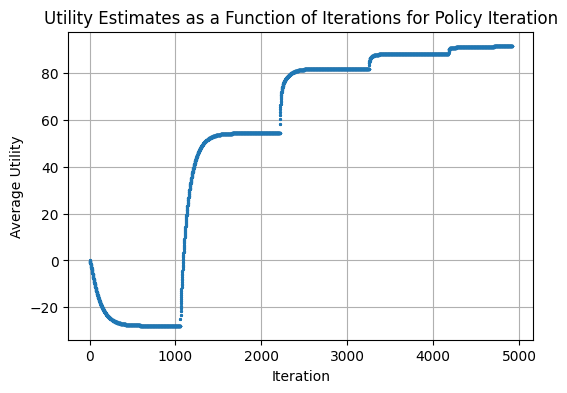 Utility Estimates as a Function of Iterations for Policy Iteration
Average Utility
80
60
40
20
0
−20
0 1000 2000 3000 4000 5000
Iteration